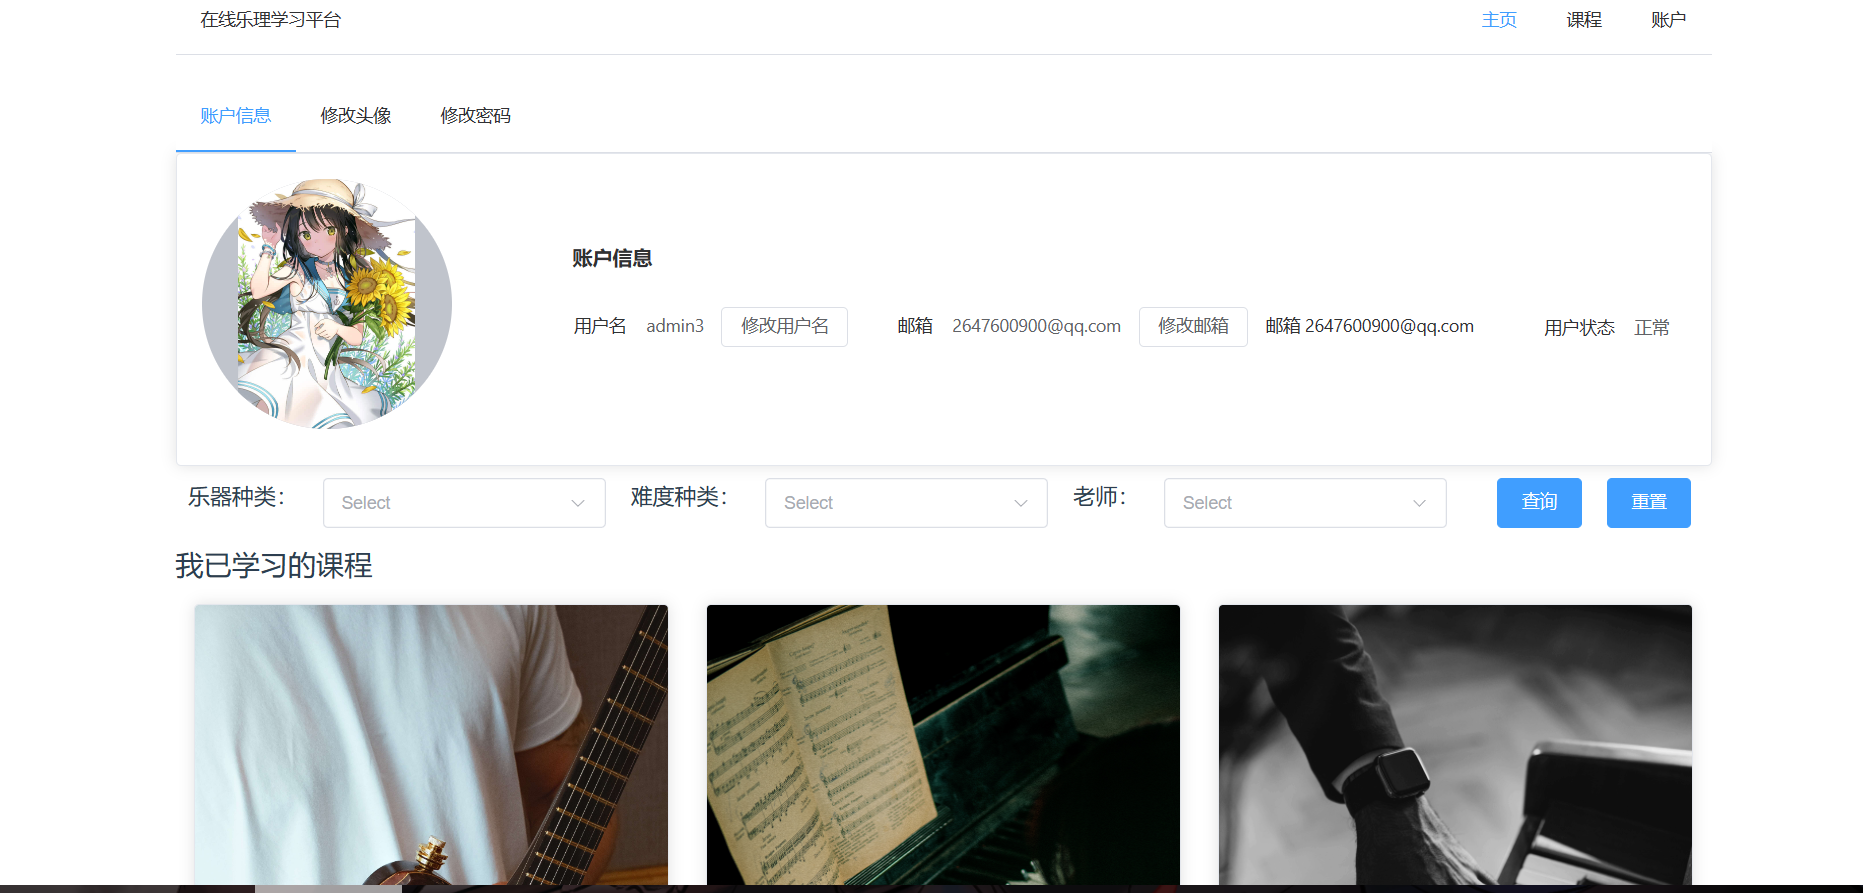 在线乐理学习平台 主页 课程 账户
账户信息 修改头像 修改密码
账户信息
用户名 admin3 修改用户名 邮箱 2647600900@qq.com 修改邮箱 邮箱 2647600900@qq.com 用户状态 正常
乐器种类： Select 难度种类： Select 老师： Select 查询 重置
我已学习的课程